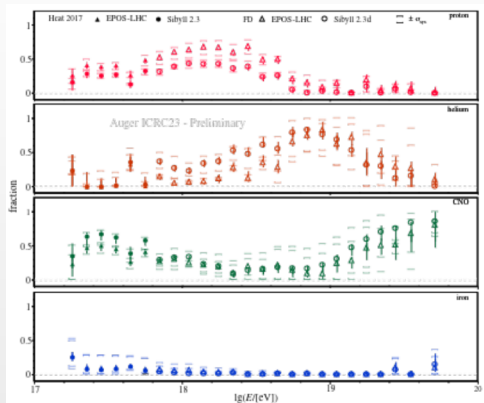 Heat 2017 ▲ EPOS-LHC ● Sibyll 2.3 FD △ EPOS-LHC ○ Sibyll 2.3d ± σsys
proton
1
0.5
0
helium
Auger ICRC23 - Preliminary
1
0.5
0
fraction
CNO
1
0.5
0
iron
1
0.5
0
17 18 19 20
lg(E/[eV])